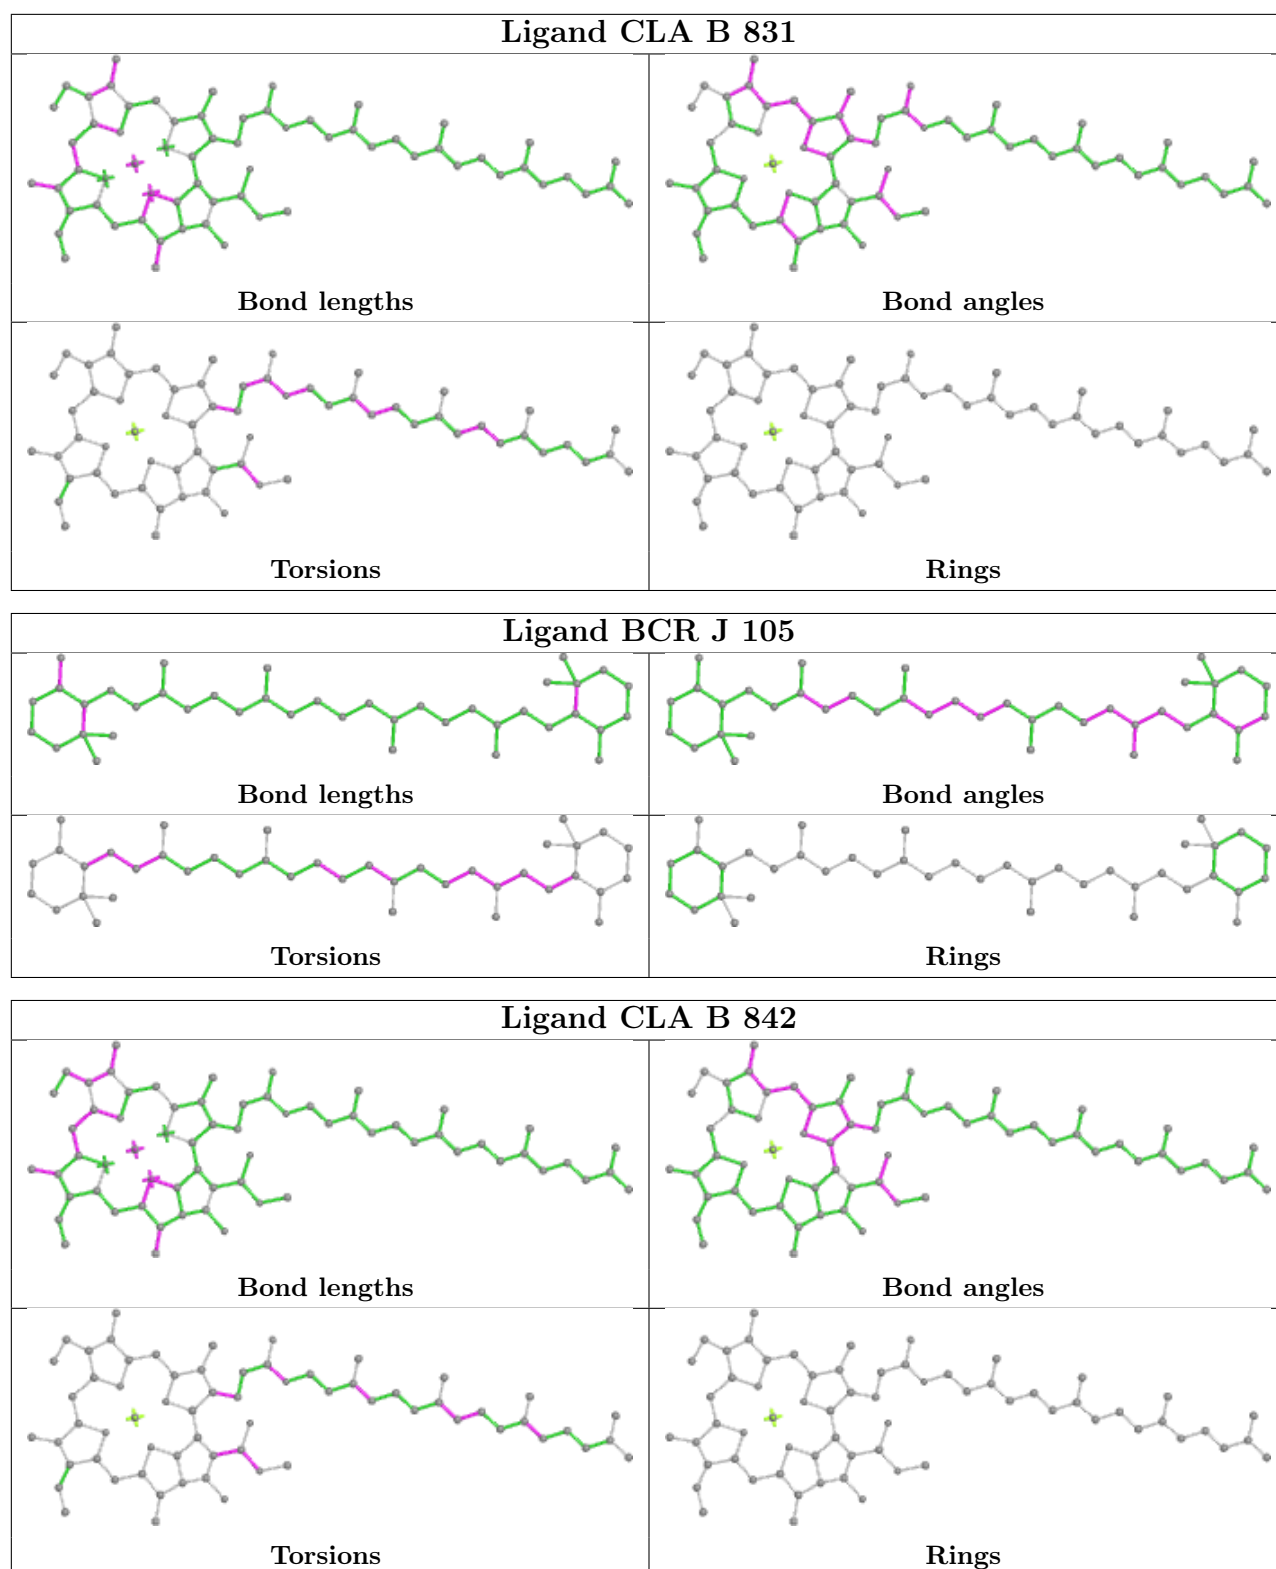 Ligand CLA B 831
Bond lengths
Bond angles
Torsions
Rings
Ligand BCR J 105
Bond lengths
Bond angles
Torsions
Rings
Ligand CLA B 842
Bond lengths
Bond angles
Torsions
Rings